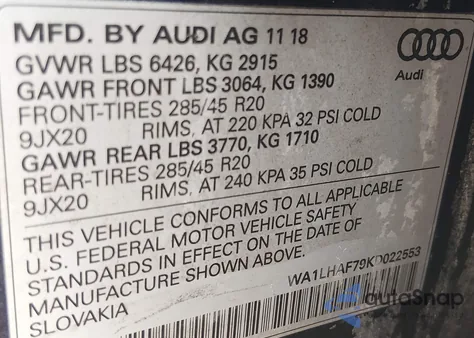 MFD. BY AUDI AG 11 18
GVWR LBS 6426, KG 2915
GAWR FRONT LBS 3064, KG 1390
FRONT-TIRES 285/45 R20
9JX20 RIMS, AT 220 KPA 32 PSI COLD
GAWR REAR LBS 3770, KG 1710
REAR-TIRES 285/45 R20
9JX20 RIMS, AT 240 KPA 35 PSI COLD
Audi
THIS VEHICLE CONFORMS TO ALL APPLICABLE
U.S. FEDERAL MOTOR VEHICLE SAFETY
STANDARDS IN EFFECT ON THE DATE OF
MANUFACTURE SHOWN ABOVE.
WA1LHAF79KD022553
SLOVAKIA
autoSnap